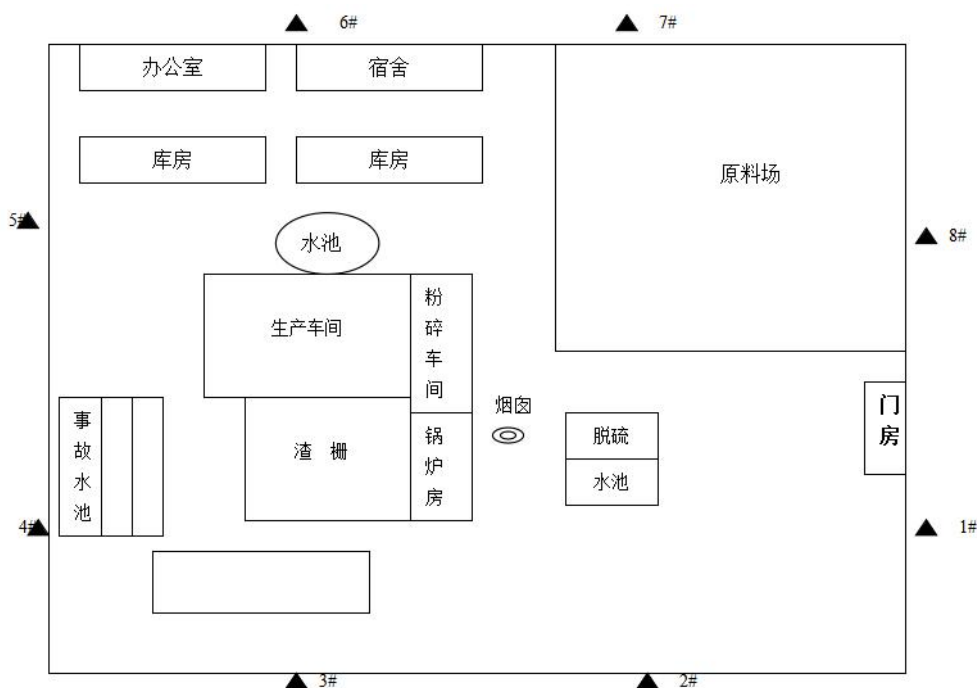 6#
7#
办公室
宿舍
库房
库房
原料场
5#
水池
8#
生产车间
粉碎车间
烟囱
门房
事故水池
渣 栅
锅炉房
脱硫
水池
4#
1#
3#
2#